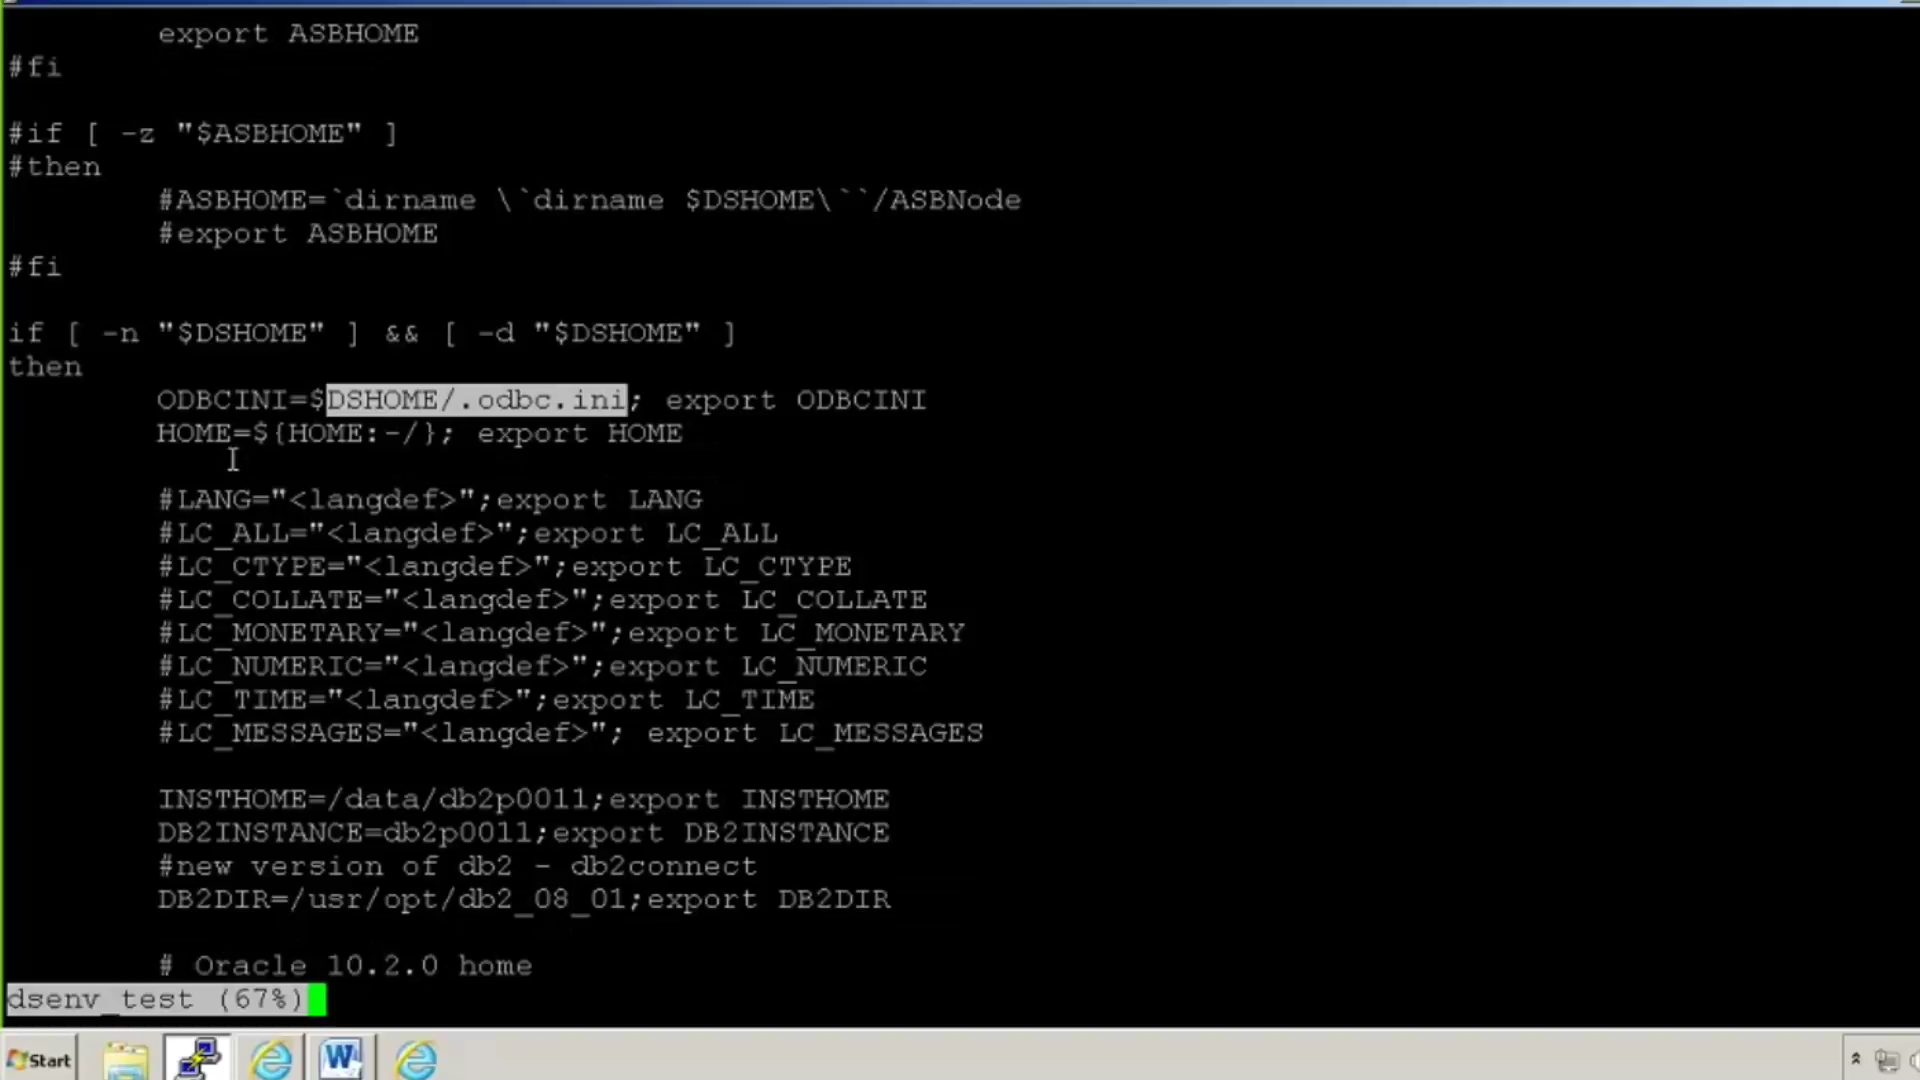 export ASBHOME
#fi
#if [ -z "$ASBHOME" ]
#then
#ASBHOME=`dirname \`dirname $DSHOME\``/ASBNode
#export ASBHOME
#fi
if [ -n "$DSHOME" ] && [ -d "$DSHOME" ]
then
ODBCINI=$DSHOME/.odbc.ini; export ODBCINI
HOME=${HOME:-/}; export HOME
#LANG="<langdef>";export LANG
#LC_ALL="<langdef>";export LC_ALL
#LC_CTYPE="<langdef>";export LC_CTYPE
#LC_COLLATE="<langdef>";export LC_COLLATE
#LC_MONETARY="<langdef>";export LC_MONETARY
#LC_NUMERIC="<langdef>";export LC_NUMERIC
#LC_TIME="<langdef>";export LC_TIME
#LC_MESSAGES="<langdef>"; export LC_MESSAGES
INSTHOME=/data/db2p0011;export INSTHOME
DB2INSTANCE=db2p0011;export DB2INSTANCE
#new version of db2 - db2connect
DB2DIR=/usr/opt/db2_08_01;export DB2DIR
# Oracle 10.2.0 home
dsenv_test (67%)
Start